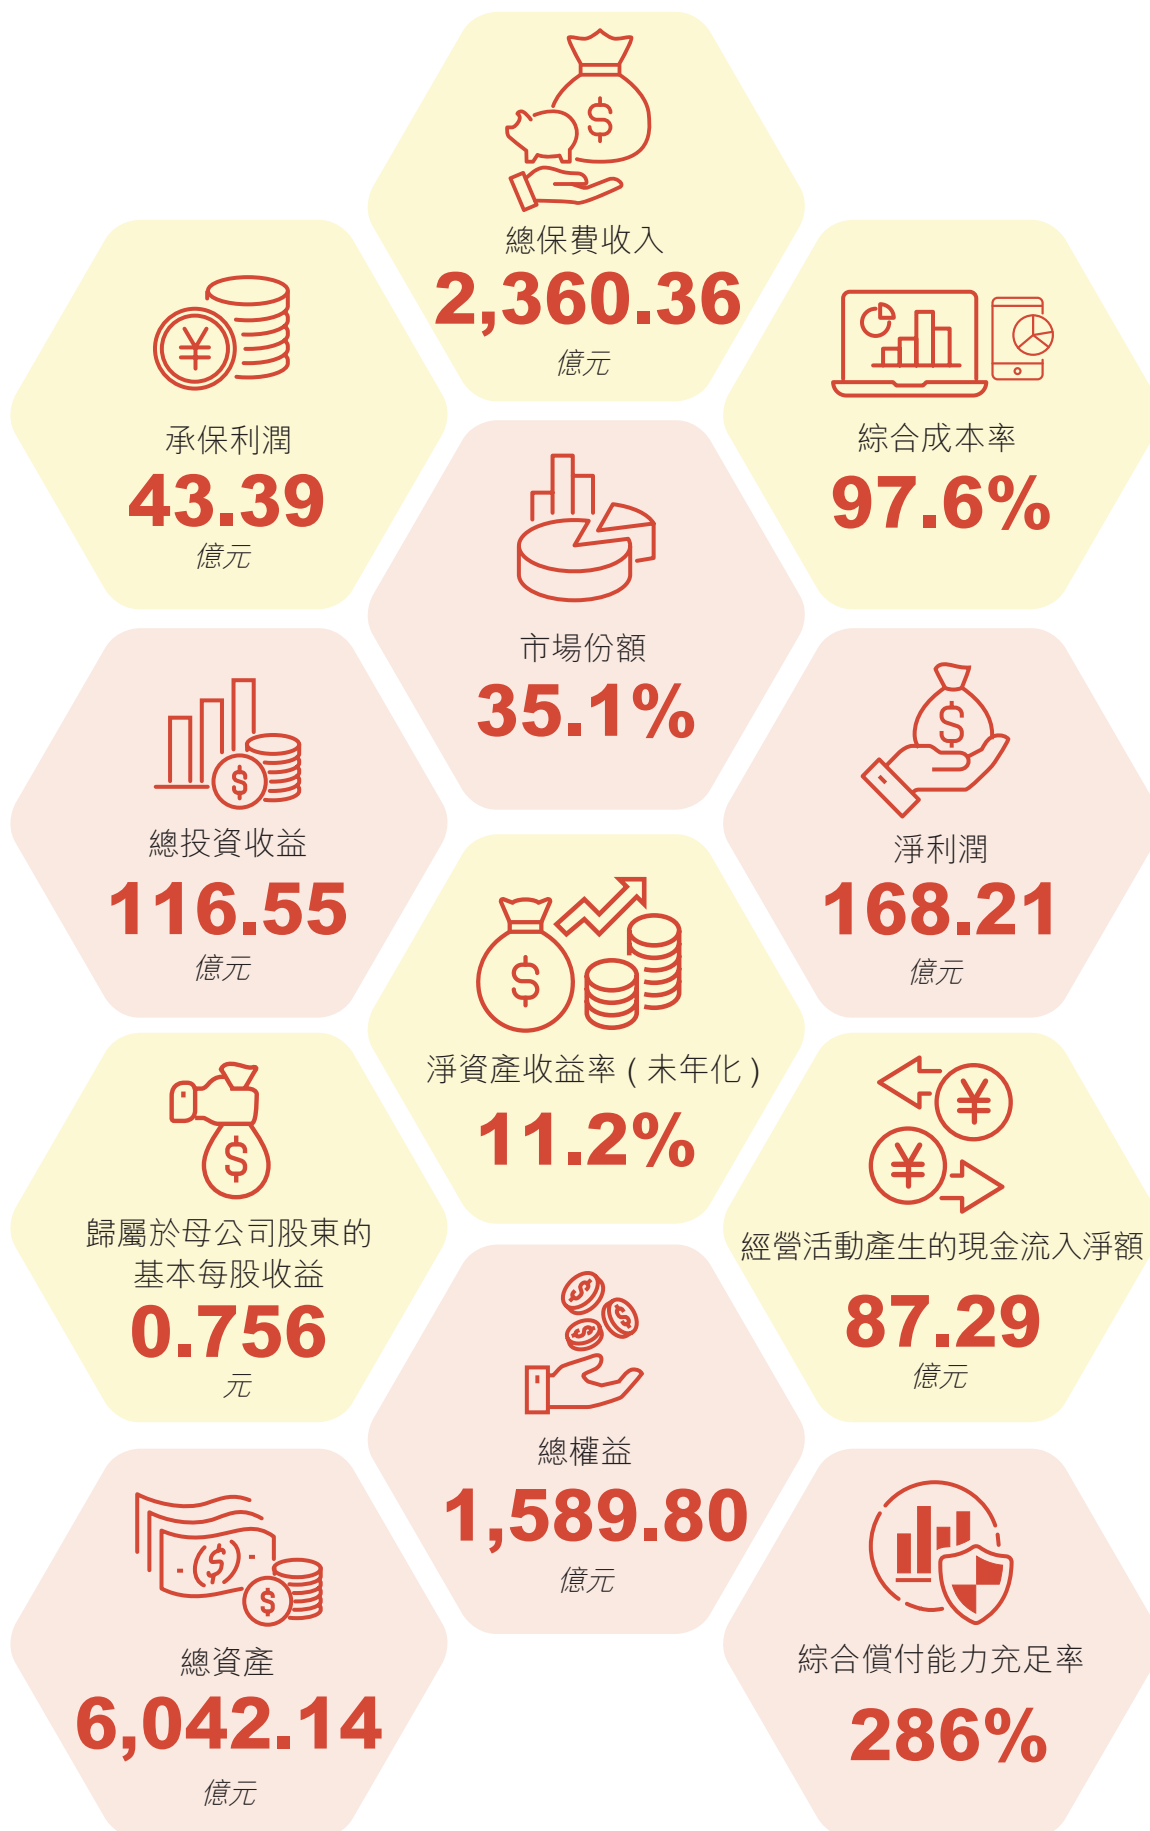 總保費收入
2,360.36
億元
承保利潤
43.39
億元
綜合成本率
97.6%
市場份額
35.1%
總投資收益
116.55
億元
淨利潤
168.21
億元
淨資產收益率(未年化)
11.2%
歸屬於母公司股東的
基本每股收益
0.756
元
經營活動產生的現金流入淨額
87.29
億元
總權益
1,589.80
億元
總資產
6,042.14
億元
綜合償付能力充足率
286%